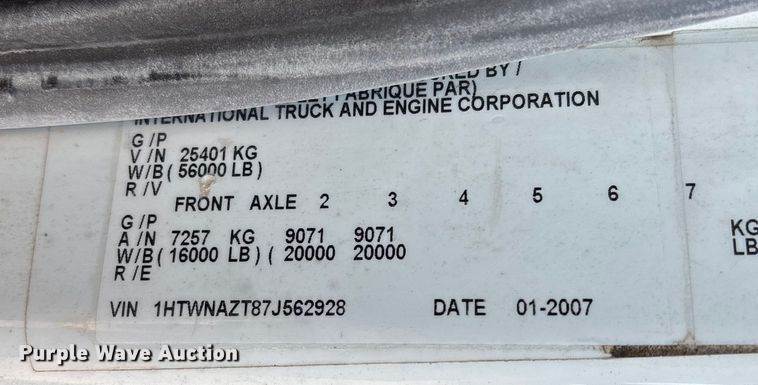 BY /
FABRIQUE PAR)
INTERNATIONAL TRUCK AND ENGINE CORPORATION
G / P
V / N 25401 KG
W / B ( 56000 LB )
R / V
FRONT AXLE 2 3 4 5 6 7
G / P
A / N 7257 KG 9071 9071
W / B ( 16000 LB ) ( 20000 20000
R / E
KG
LB
VIN 1HTWNAZT87J562928 DATE 01-2007
Purple Wave Auction